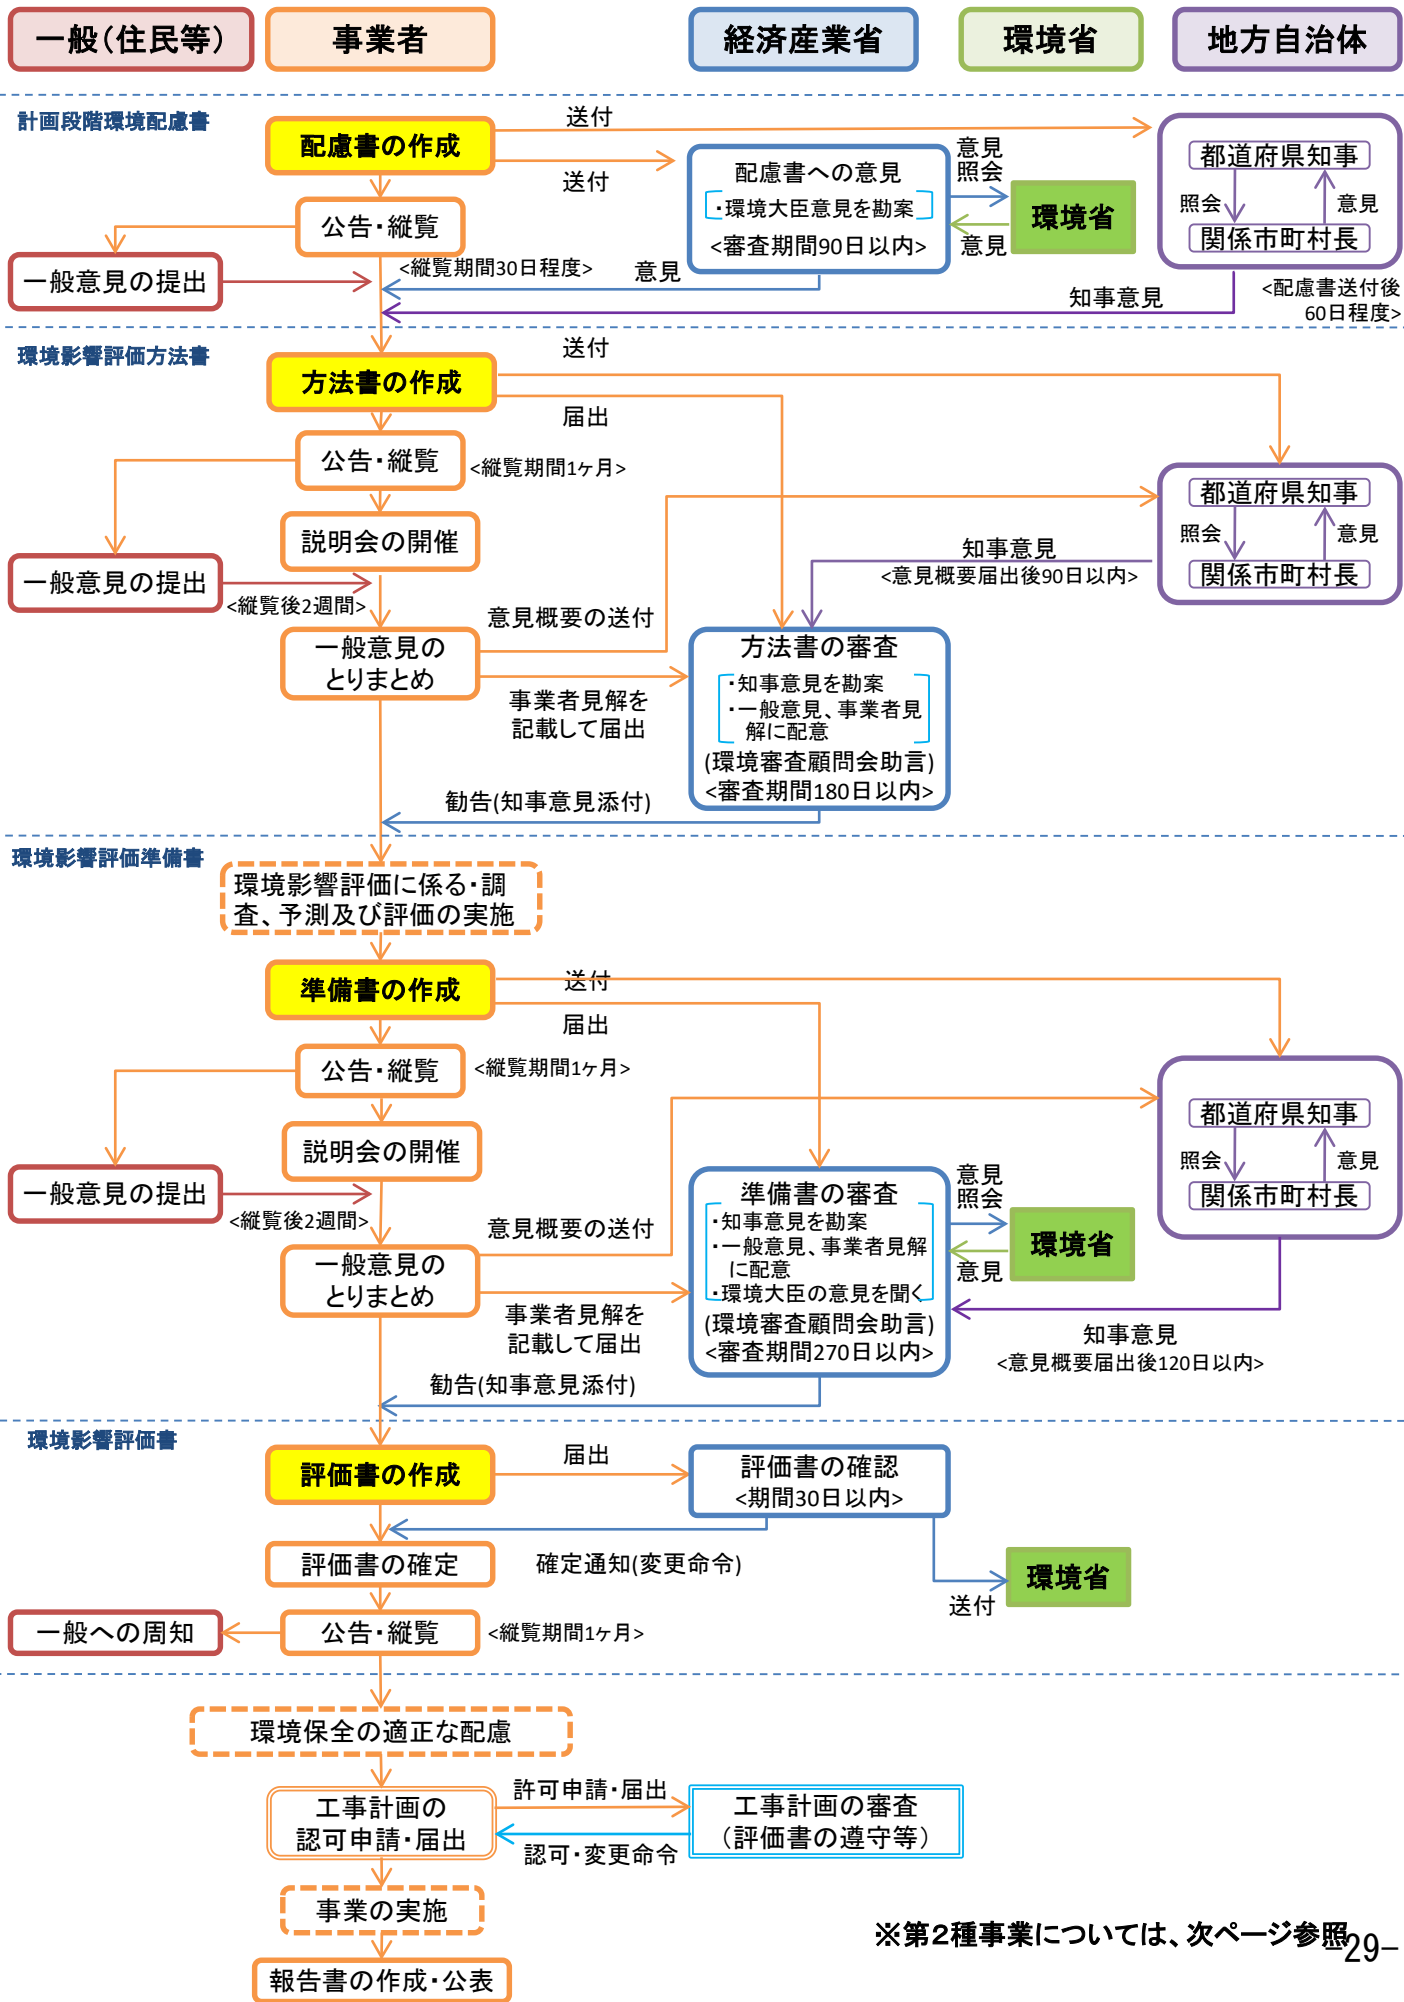 一般（住民等）
事業者
経済産業省
環境省
地方自治体
計画段階環境配慮書
配慮書の作成
送付
送付
公告・縦覧
<縦覧期間30日程度>
一般意見の提出
配慮書への意見
・環境大臣意見を勘案
<審査期間90日以内>
意見
照会
意見
環境省
都道府県知事
照会
意見
関係市町村長
意見
知事意見
<配慮書送付後
60日程度>
環境影響評価方法書
方法書の作成
送付
届出
公告・縦覧
<縦覧期間1ヶ月>
説明会の開催
一般意見の提出
<縦覧後2週間>
一般意見の
とりまとめ
意見概要の送付
事業者見解を
記載して届出
都道府県知事
照会
意見
関係市町村長
知事意見
<意見概要届出後90日以内>
方法書の審査
・知事意見を勘案
・一般意見、事業者見
解に配意
(環境審査顧問会助言)
<審査期間180日以内>
勧告(知事意見添付)
環境影響評価準備書
環境影響評価に係る・調
査、予測及び評価の実施
準備書の作成
送付
届出
公告・縦覧
<縦覧期間1ヶ月>
説明会の開催
一般意見の提出
<縦覧後2週間>
一般意見の
とりまとめ
意見概要の送付
事業者見解を
記載して届出
準備書の審査
・知事意見を勘案
・一般意見、事業者見解
に配意
・環境大臣の意見を聞く
(環境審査顧問会助言)
<審査期間270日以内>
意見
照会
意見
環境省
都道府県知事
照会
意見
関係市町村長
知事意見
<意見概要届出後120日以内>
勧告(知事意見添付)
環境影響評価書
評価書の作成
届出
評価書の確認
<期間30日以内>
評価書の確定
確定通知(変更命令)
環境省
送付
一般への周知
公告・縦覧
<縦覧期間1ヶ月>
環境保全の適正な配慮
工事計画の
認可申請・届出
許可申請・届出
認可・変更命令
工事計画の審査
（評価書の遵守等）
事業の実施
報告書の作成・公表
※第２種事業については、次ページ参照
-29-